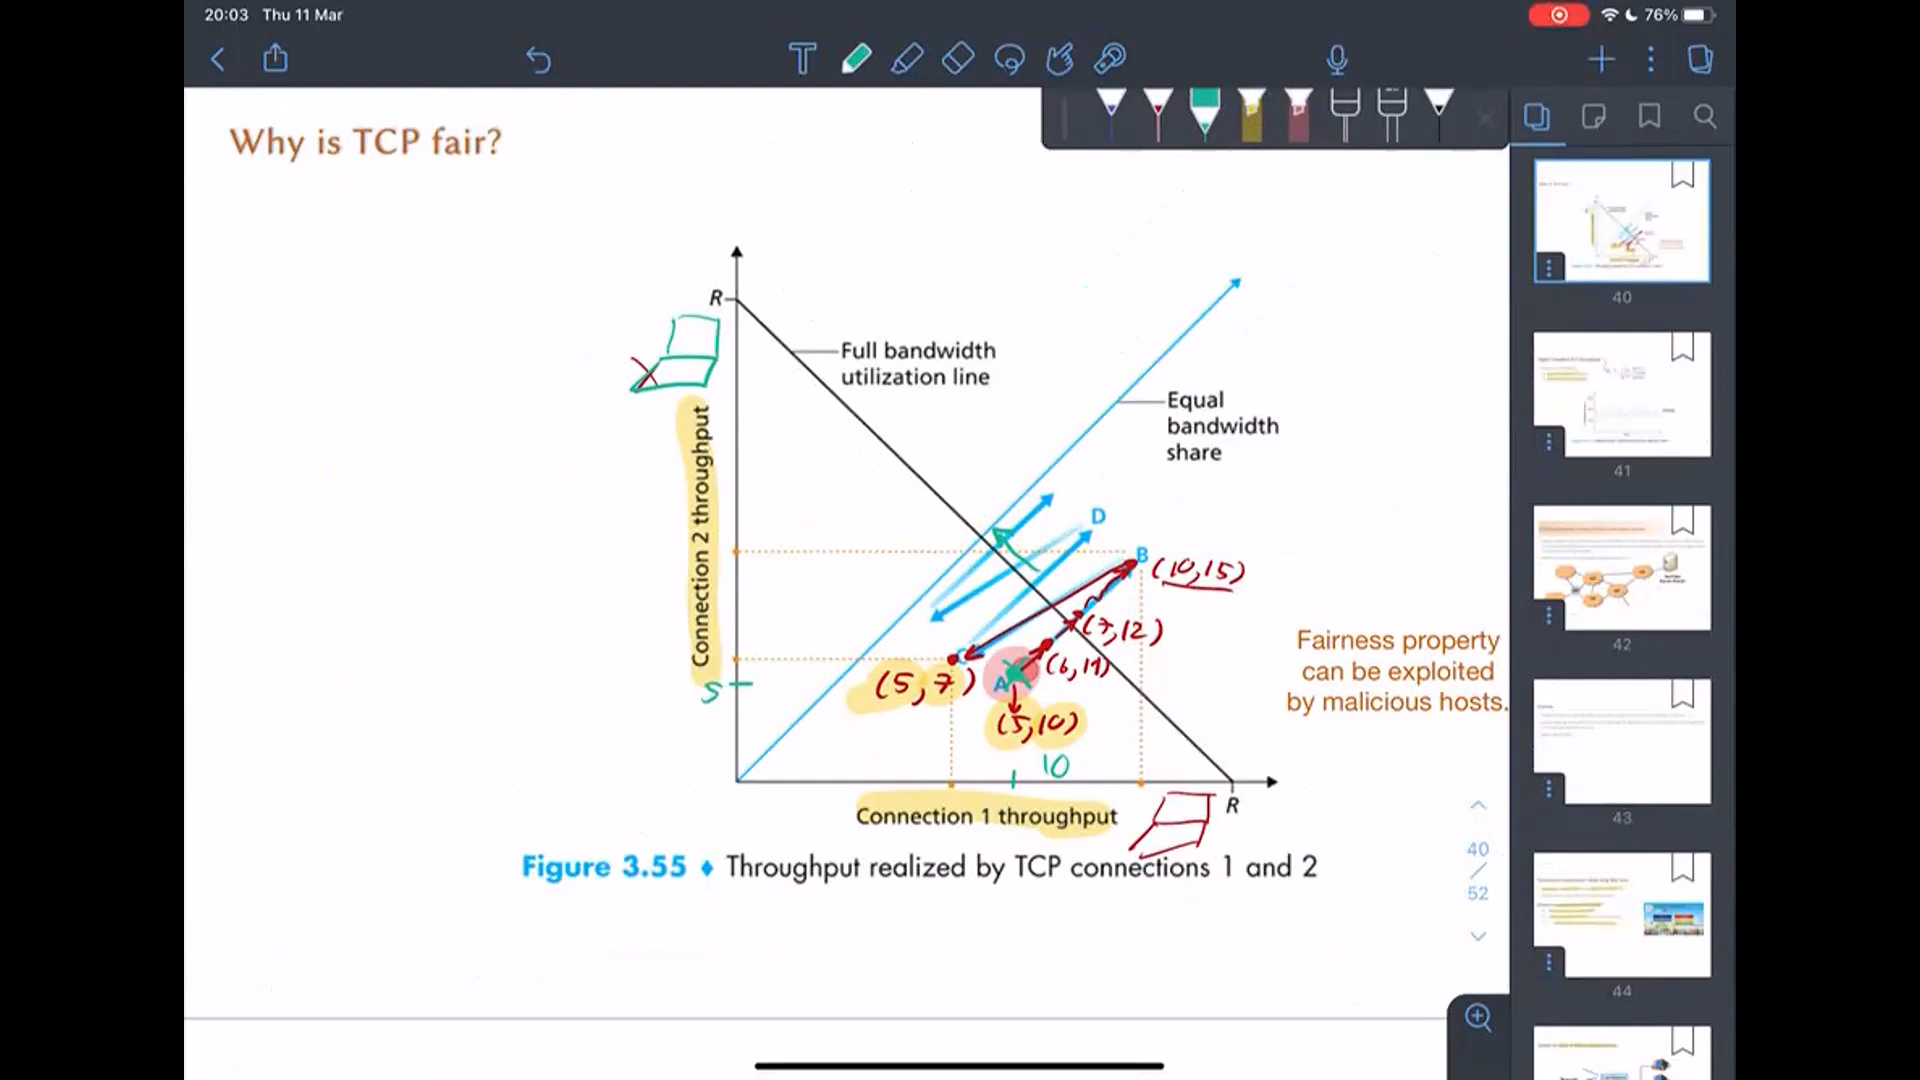 20:03 Thu 11 Mar
76%
Why is TCP fair?
R
Full bandwidth
utilization line
Equal
bandwidth
share
Connection 2 throughput
D
B
(10,15)
(7,12)
(6,11)
C
(5,7)
A
(5,10)
5
10
Fairness property
can be exploited
by malicious hosts.
Connection 1 throughput
R
Figure 3.55 ♦ Throughput realized by TCP connections 1 and 2
40
/
52
40
41
42
43
44